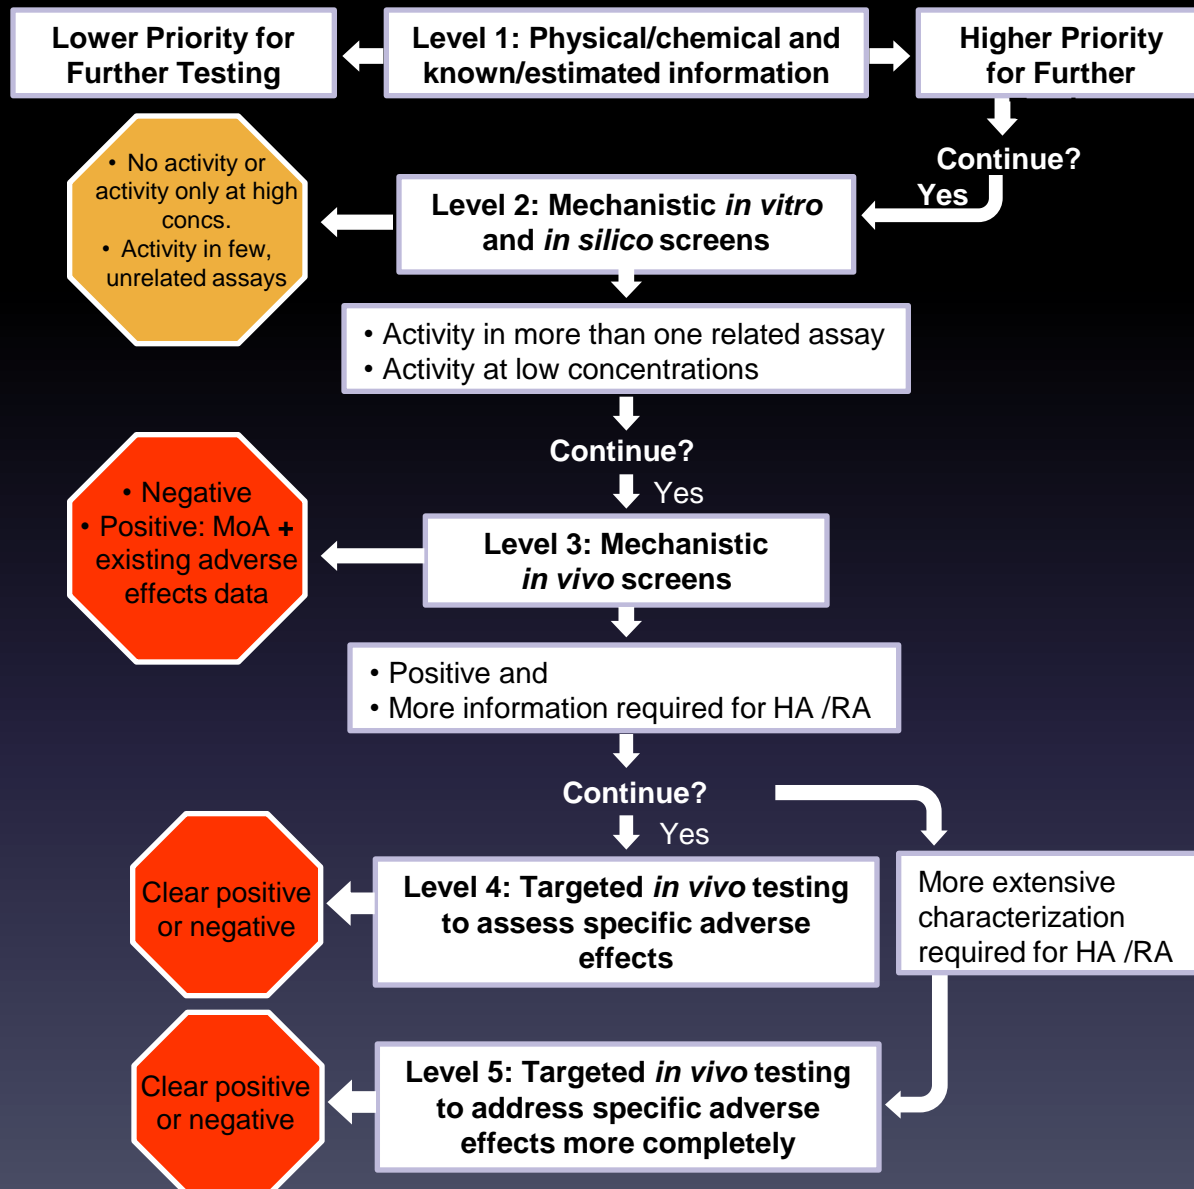 Lower Priority for
Further Testing
Level 1: Physical/chemical and
known/estimated information
Higher Priority
for Further
Continue?
Yes
• No activity or
activity only at high
concs.
• Activity in few,
unrelated assays
Level 2: Mechanistic in vitro
and in silico screens
• Activity in more than one related assay
• Activity at low concentrations
Continue?
Yes
• Negative
• Positive: MoA +
existing adverse
effects data
Level 3: Mechanistic
in vivo screens
• Positive and
• More information required for HA /RA
Continue?
Yes
Clear positive
or negative
Level 4: Targeted in vivo testing
to assess specific adverse
effects
More extensive
characterization
required for HA /RA
Clear positive
or negative
Level 5: Targeted in vivo testing
to address specific adverse
effects more completely